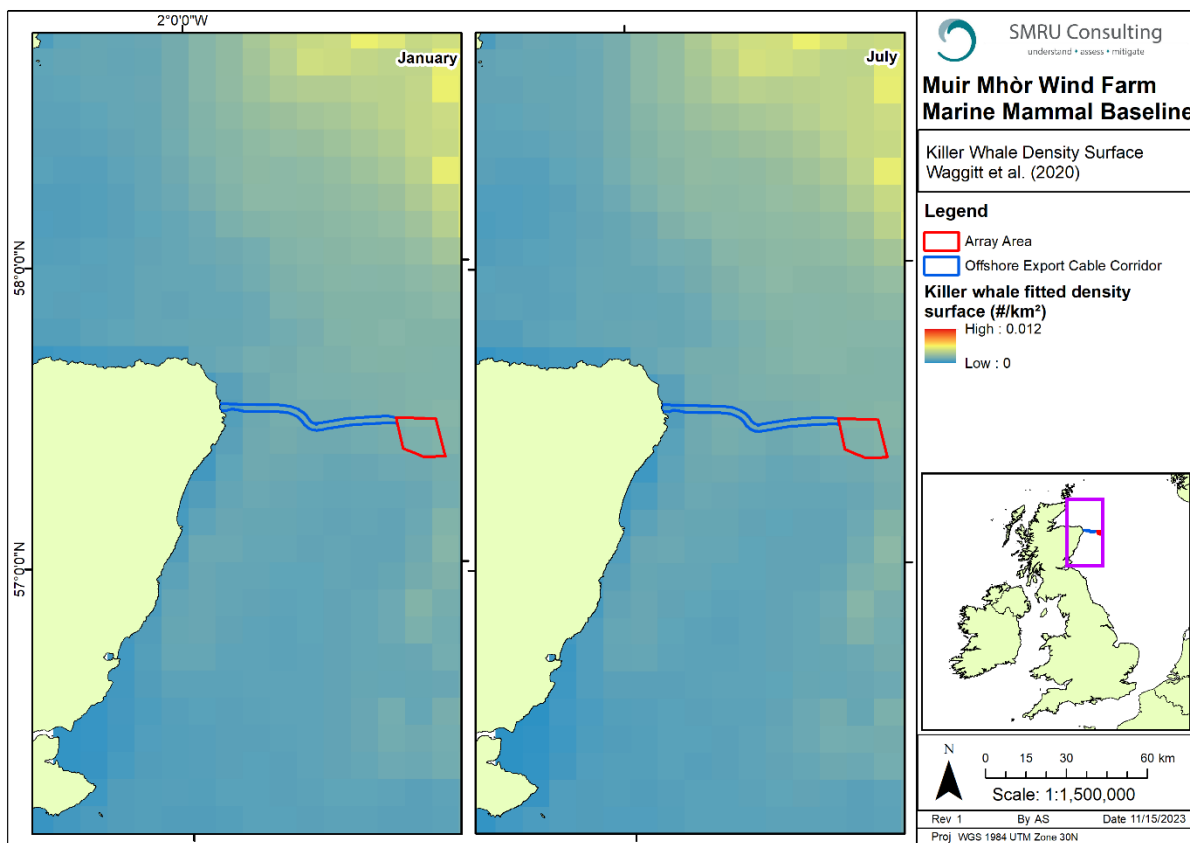 2°0'0"W
January
July
58°0'0"N
57°0'0"N
SMRU Consulting
understand • assess • mitigate
Muir Mhòr Wind Farm
Marine Mammal Baseline
Killer Whale Density Surface
Waggitt et al. (2020)
Legend
Array Area
Offshore Export Cable Corridor
Killer whale fitted density
surface (#/km²)
High : 0.012
Low : 0
N
0 15 30 60 km
Scale: 1:1,500,000
Rev 1 By AS Date 11/15/2023
Proj WGS 1984 UTM Zone 30N